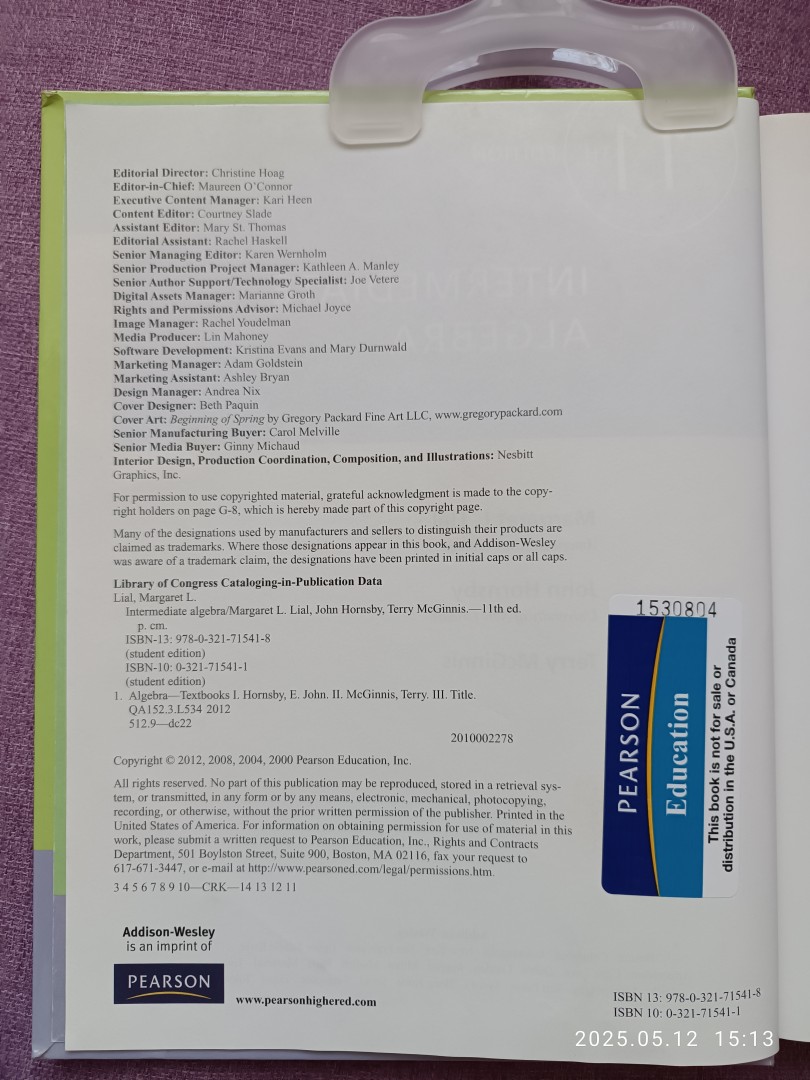 Editorial Director: Christine Hoag
Editor-in-Chief: Maureen O'Connor
Executive Content Manager: Kari Heen
Content Editor: Courtney Slade
Assistant Editor: Mary St. Thomas
Editorial Assistant: Rachel Haskell
Senior Managing Editor: Karen Wernholm
Senior Production Project Manager: Kathleen A. Manley
Senior Author Support/Technology Specialist: Joe Vetere
Digital Assets Manager: Marianne Groth
Rights and Permissions Advisor: Michael Joyce
Image Manager: Rachel Youdelman
Media Producer: Lin Mahoney
Software Development: Kristina Evans and Mary Durnwald
Marketing Manager: Adam Goldstein
Marketing Assistant: Ashley Bryan
Design Manager: Andrea Nix
Cover Designer: Beth Paquin
Cover Art: Beginning of Spring by Gregory Packard Fine Art LLC, www.gregorypackard.com
Senior Manufacturing Buyer: Carol Melville
Senior Media Buyer: Ginny Michaud
Interior Design, Production Coordination, Composition, and Illustrations: Nesbitt
Graphics, Inc.
For permission to use copyrighted material, grateful acknowledgment is made to the copy-
right holders on page G-8, which is hereby made part of this copyright page.
Many of the designations used by manufacturers and sellers to distinguish their products are
claimed as trademarks. Where those designations appear in this book, and Addison-Wesley
was aware of a trademark claim, the designations have been printed in initial caps or all caps.
Library of Congress Cataloging-in-Publication Data
Lial, Margaret L.
Intermediate algebra/Margaret L. Lial, John Hornsby, Terry McGinnis.—11th ed.
p. cm.
ISBN-13: 978-0-321-71541-8
(student edition)
ISBN-10: 0-321-71541-1
(student edition)
1. Algebra—Textbooks I. Hornsby, E. John. II. McGinnis, Terry. III. Title.
QA152.3.L534 2012
512.9—dc22
2010002278
Copyright © 2012, 2008, 2004, 2000 Pearson Education, Inc.
All rights reserved. No part of this publication may be reproduced, stored in a retrieval sys-
tem, or transmitted, in any form or by any means, electronic, mechanical, photocopying,
recording, or otherwise, without the prior written permission of the publisher. Printed in the
United States of America. For information on obtaining permission for use of material in this
work, please submit a written request to Pearson Education, Inc., Rights and Contracts
Department, 501 Boylston Street, Suite 900, Boston, MA 02116, fax your request to
617-671-3447, or e-mail at http://www.pearsoned.com/legal/permissions.htm.
3 4 5 6 7 8 9 10—CRK—14 13 12 11
Addison-Wesley
is an imprint of
PEARSON
www.pearsonhighered.com
1530804
PEARSON
Education
This book is not for sale or
distribution in the U.S.A. or Canada
ISBN 13: 978-0-321-71541-8
ISBN 10: 0-321-71541-1
2025.05.12 15:13